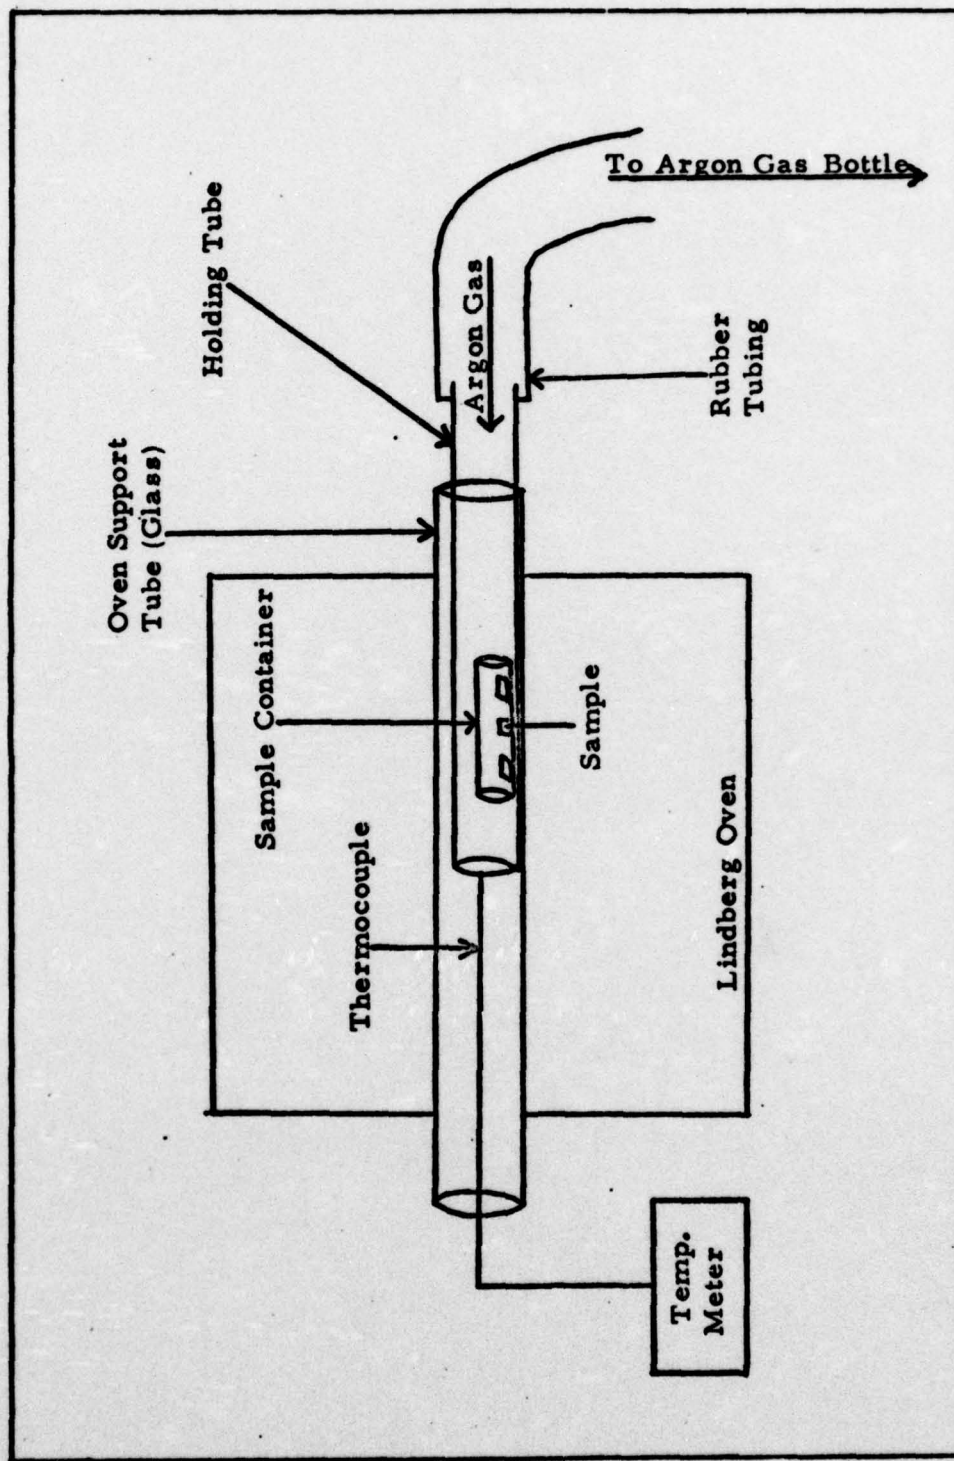 To Argon Gas Bottle
Holding Tube
Argon Gas
Rubber
Tubing
Oven Support
Tube (Glass)
Sample Container
Sample
Thermocouple
Lindberg Oven
Temp.
Meter